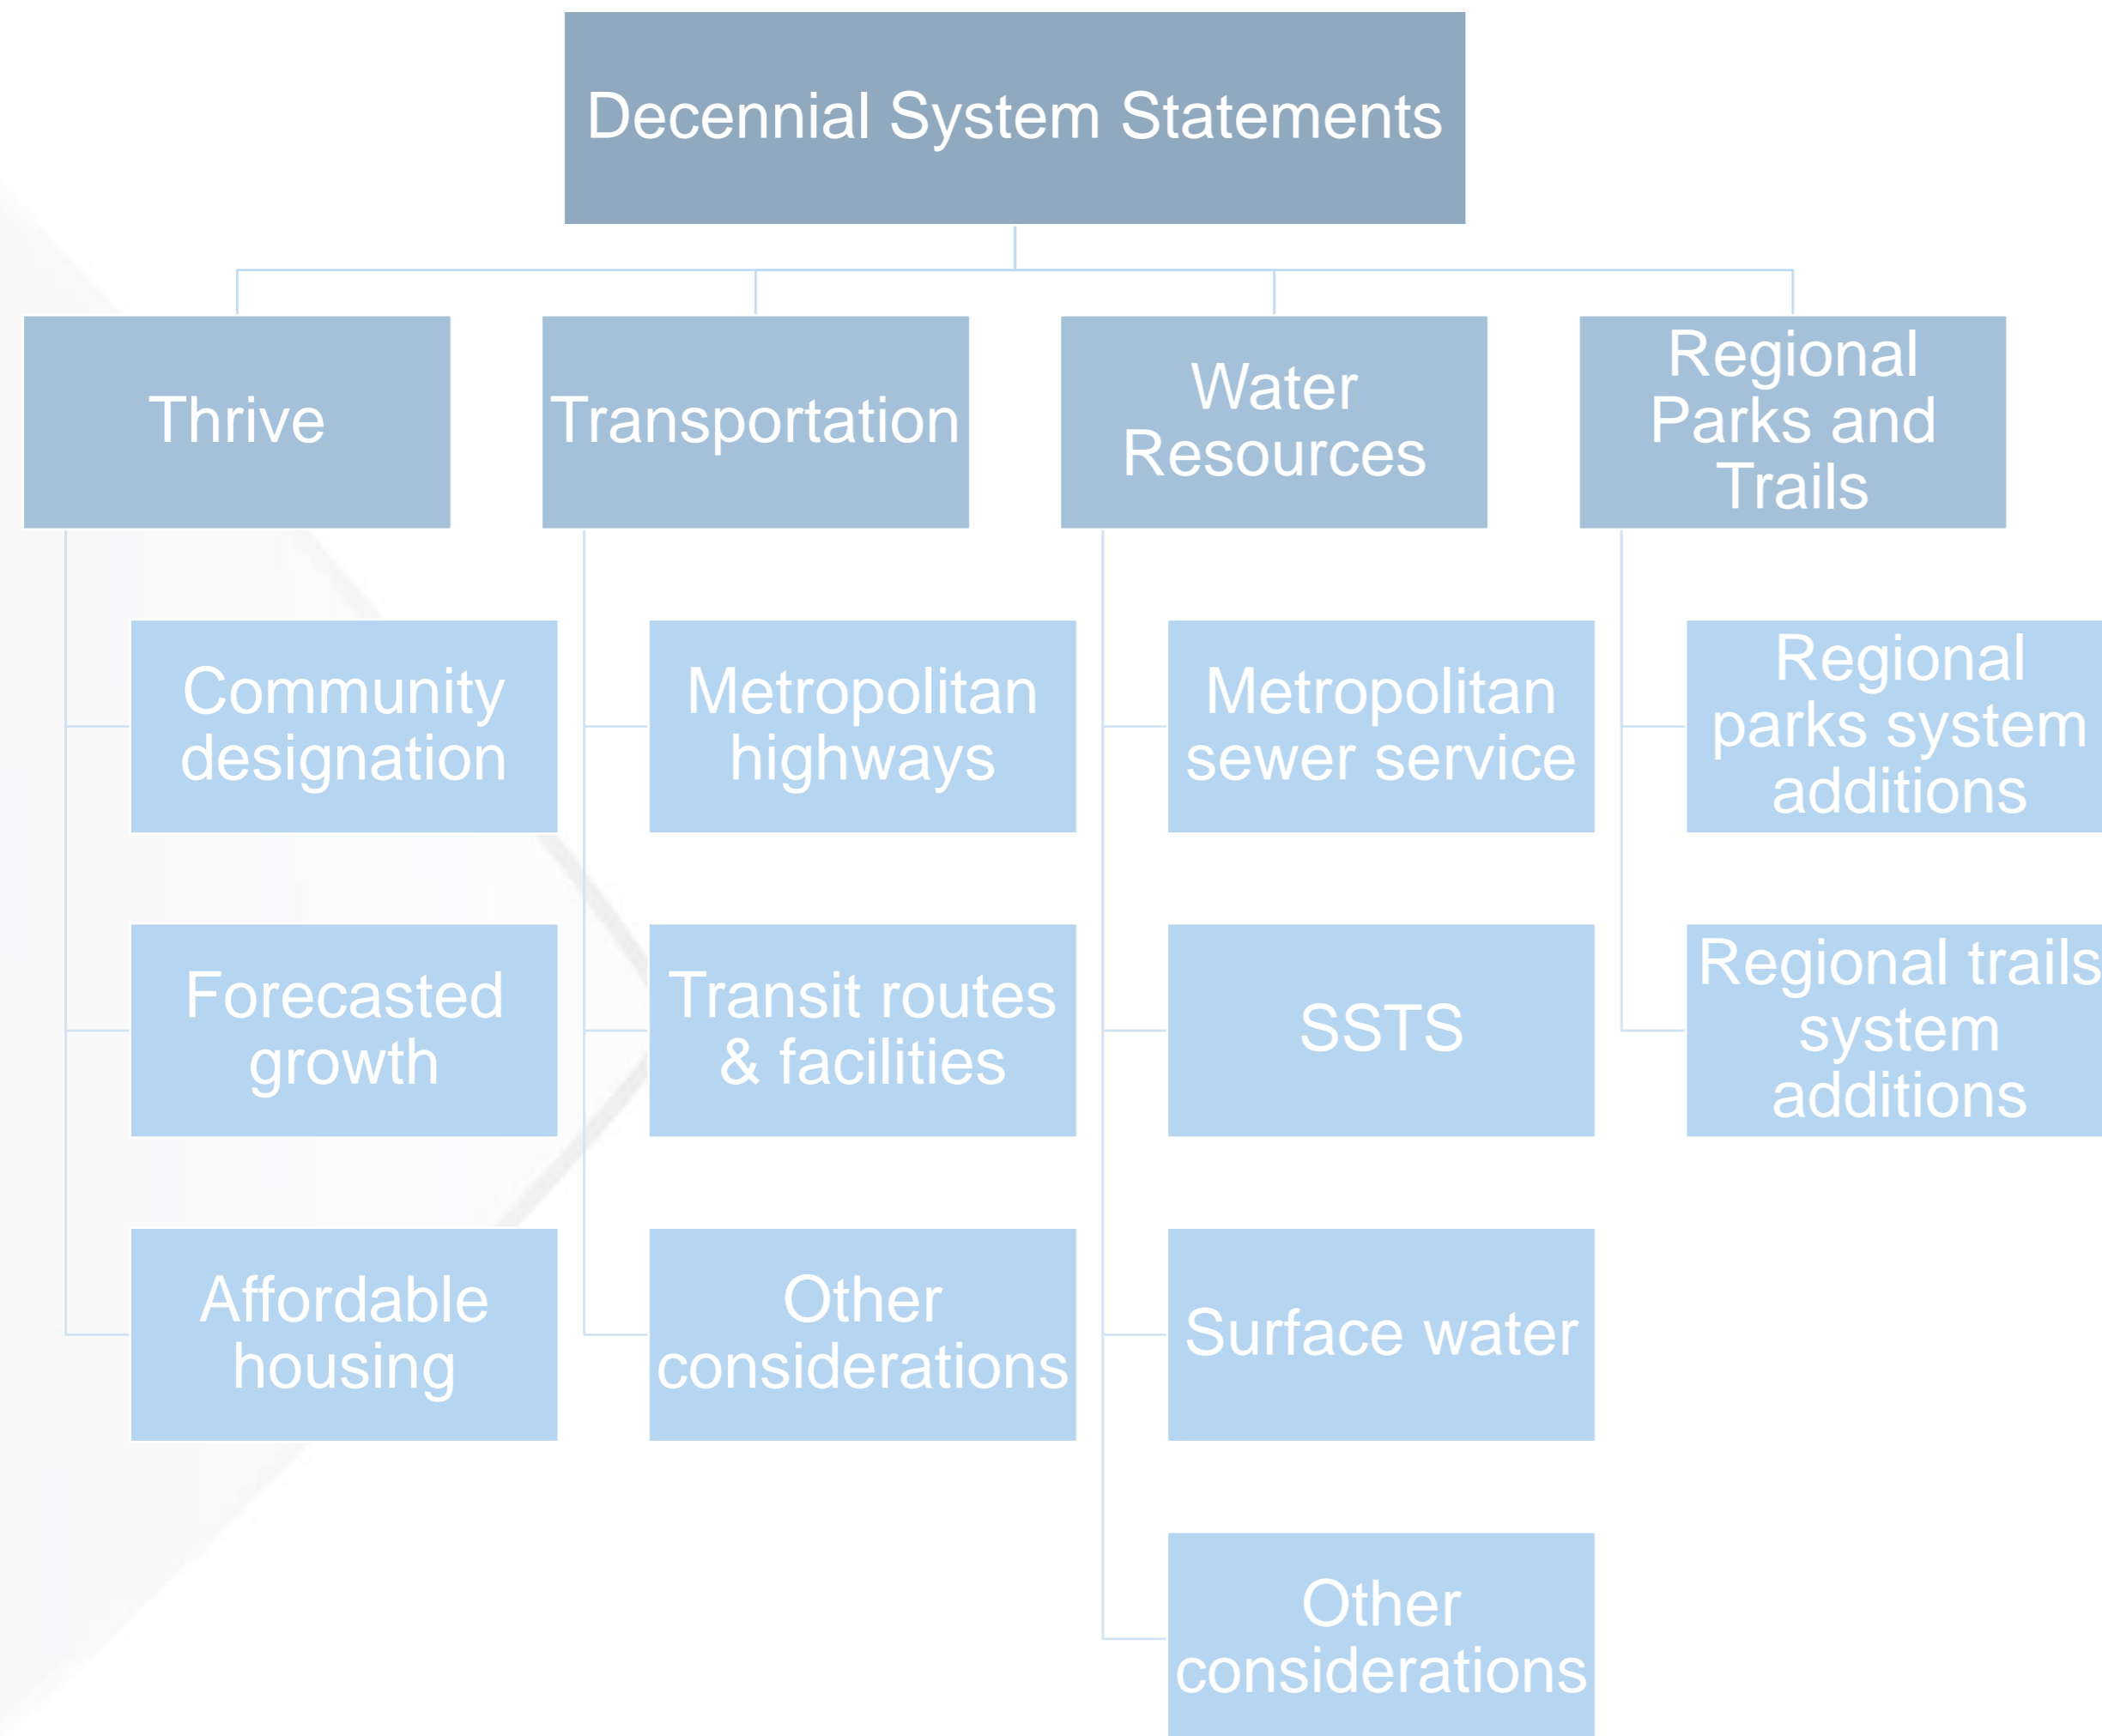 Decennial System Statements
Thrive
Community
designation
Forecasted
growth
Affordable
housing
Transportation
Metropolitan
highways
Transit routes
& facilities
Other
considerations
Water
Resources
Metropolitan
sewer service
SSTS
Surface water
Other
considerations
Regional
Parks and
Trails
Regional
parks system
additions
Regional trails
system
additions